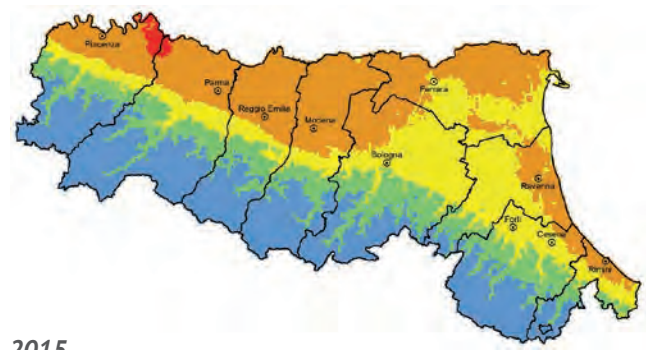 Piacenza
Parma
Reggio Emilia
Modena
Ferrara
Bologna
Ravenna
Forlì
Cesena
Rimini
2015